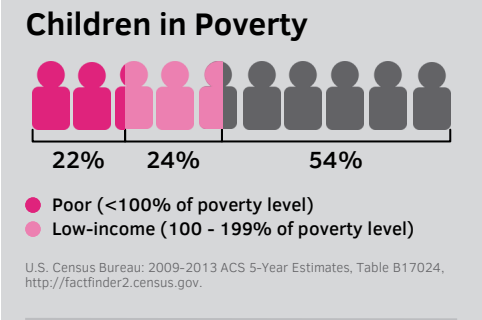 Children in Poverty
22% 24% 54%
Poor (<100% of poverty level)
Low-income (100 - 199% of poverty level)
U.S. Census Bureau: 2009-2013 ACS 5-Year Estimates, Table B17024,
http://factfinder2.census.gov.